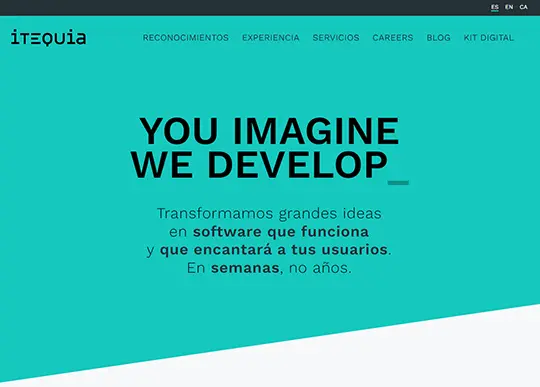 ES EN CA
iTEQUIa
RECONOCIMIENTOS EXPERIENCIA SERVICIOS CAREERS BLOG KIT DIGITAL
YOU IMAGINE
WE DEVELOP_
Transformamos grandes ideas
en software que funciona
y que encantará a tus usuarios.
En semanas, no años.